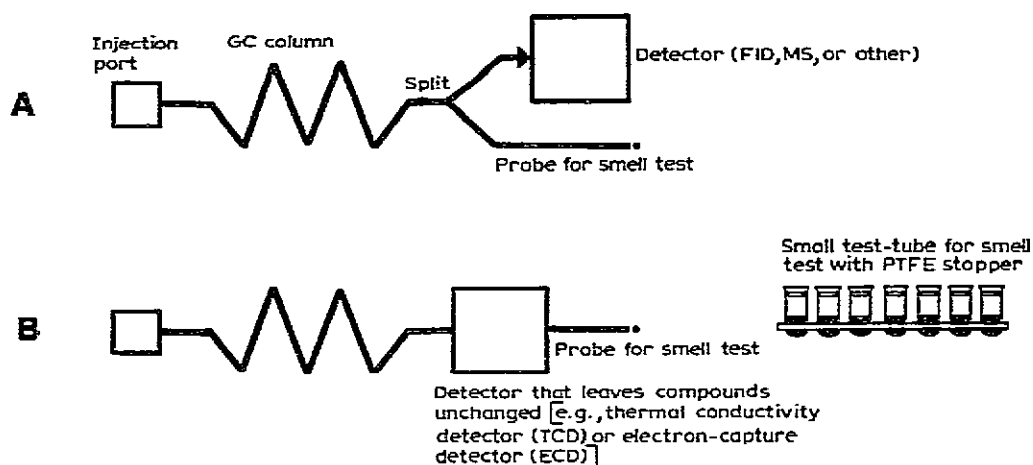 A
Injection
port
GC column
Split
Detector (FID, MS, or other)
Probe for smell test
B
Probe for smell test
Detector that leaves compounds
unchanged [e.g., thermal conductivity
detector (TCD) or electron-capture
detector (ECD)]
Small test-tube for smell
test with PTFE stopper